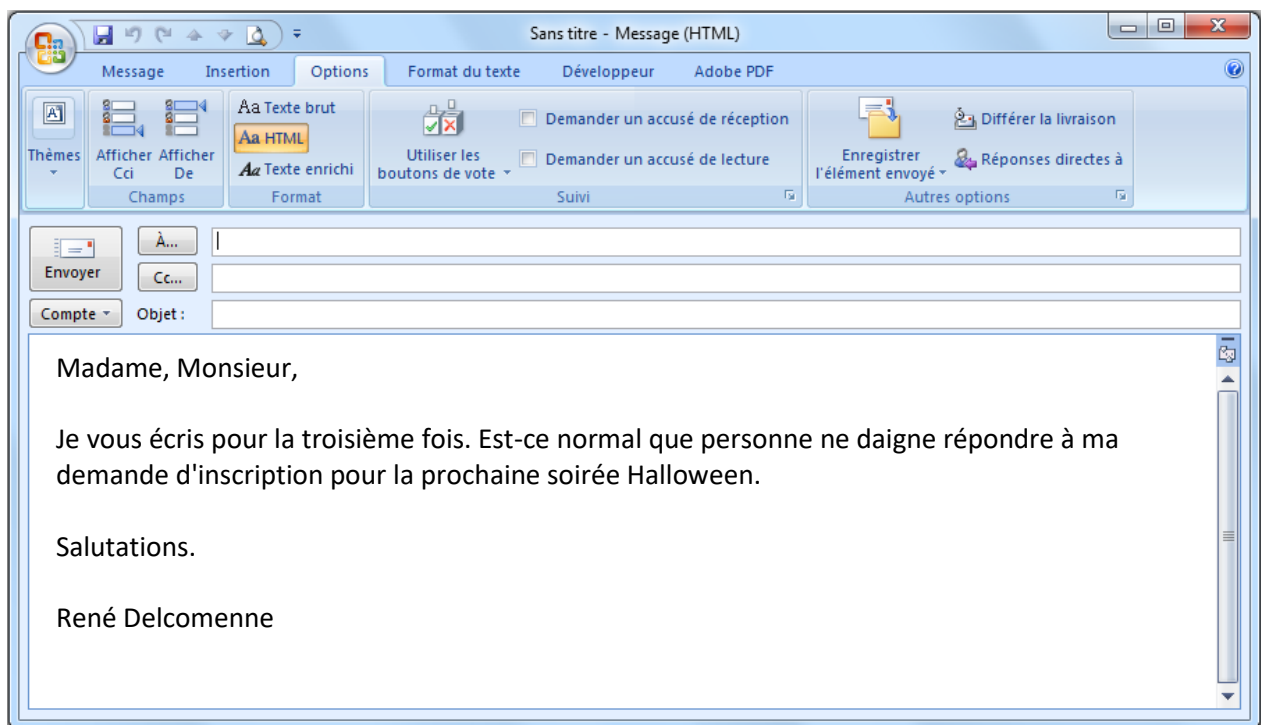 Sans titre - Message (HTML)
Message Insertion Options Format du texte Développeur Adobe PDF
Aa Texte brut
Aa HTML
Aa Texte enrichi
Thèmes
Afficher Cci
Afficher De
Utiliser les boutons de vote
Demander un accusé de réception
Demander un accusé de lecture
Enregistrer l'élément envoyé
Différer la livraison
Réponses directes à
Champs Format Suivi Autres options
Envoyer
À...
Cc...
Compte Objet :
Madame, Monsieur,
Je vous écris pour la troisième fois. Est-ce normal que personne ne daigne répondre à ma
demande d'inscription pour la prochaine soirée Halloween.
Salutations.
René Delcomenne